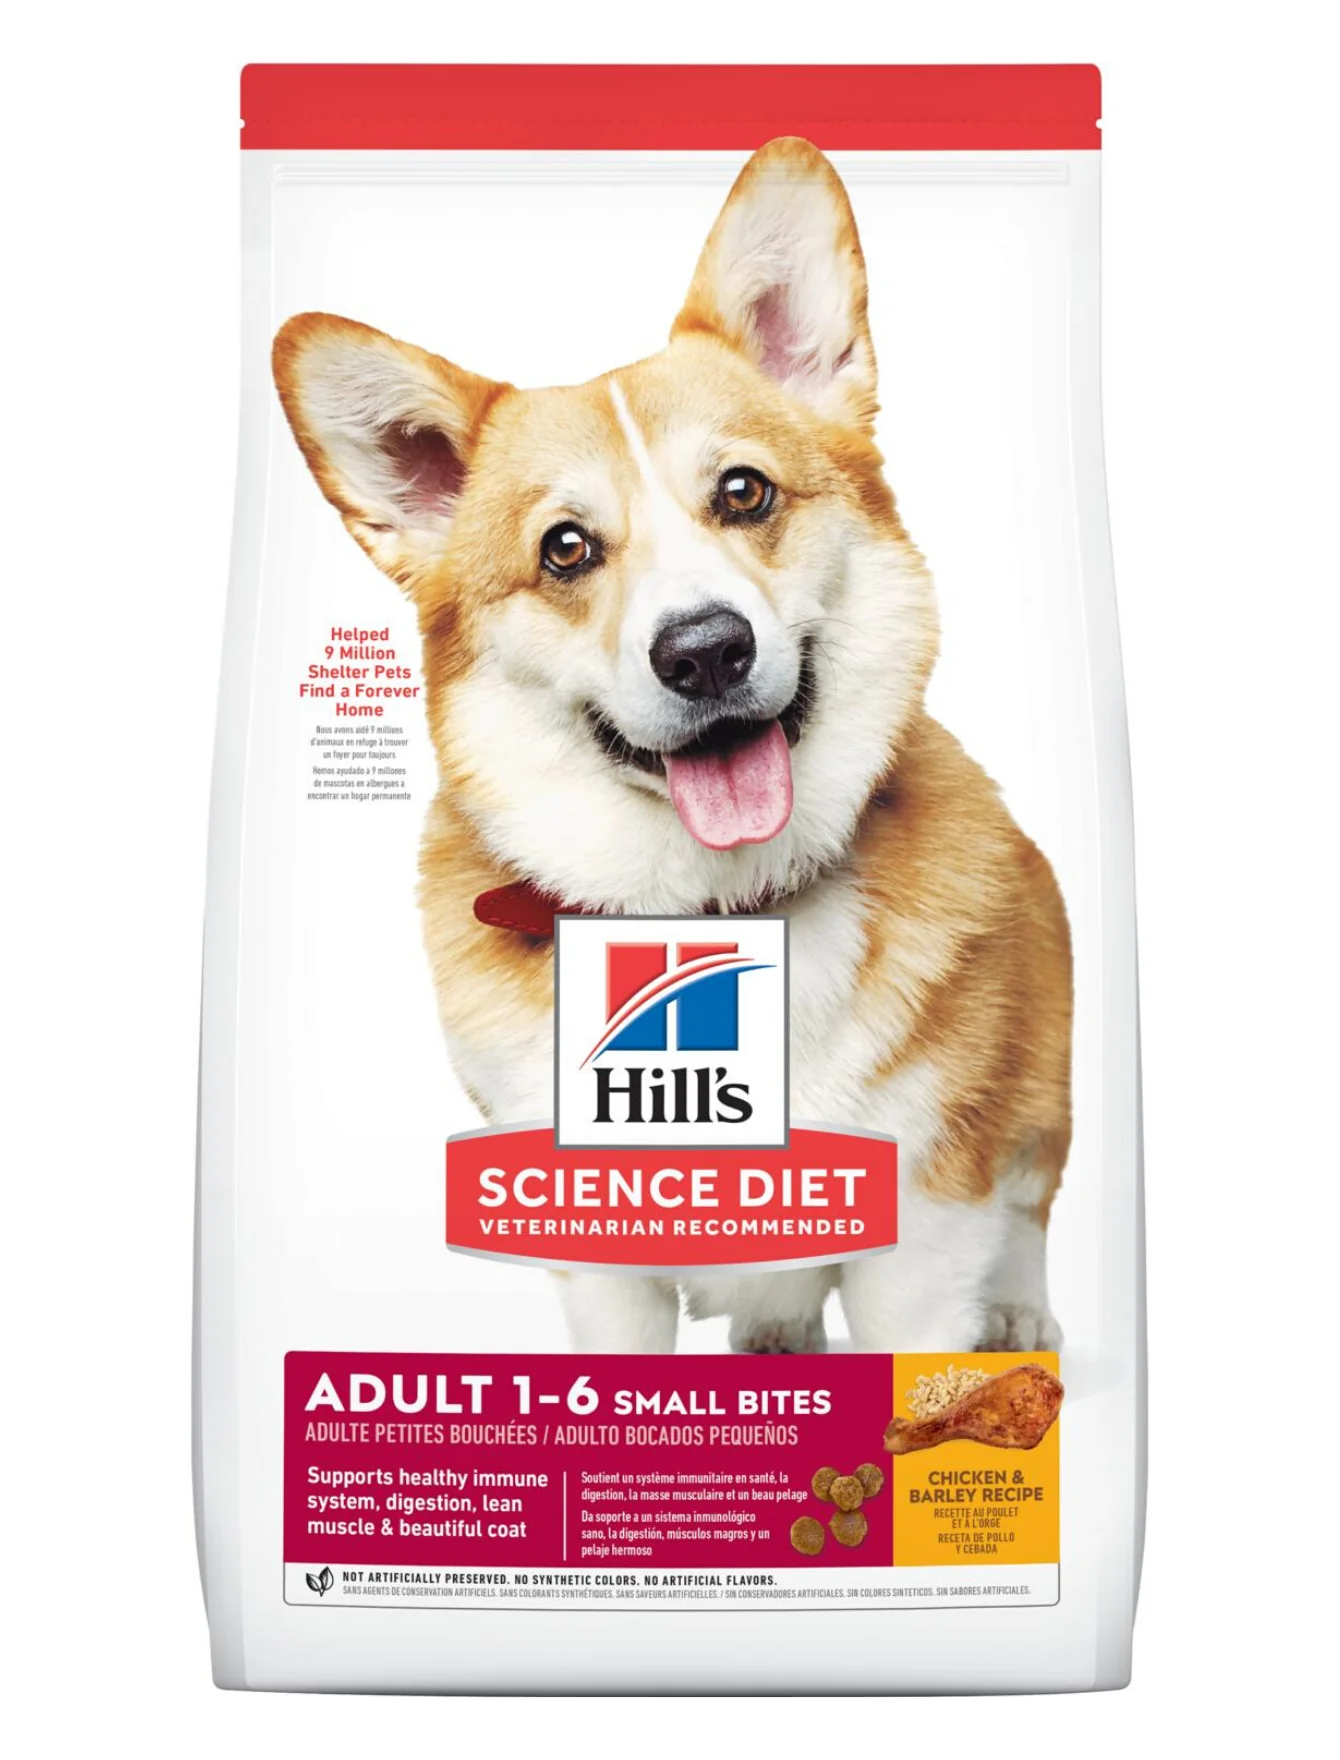 Helped
9 Million
Shelter Pets
Find a Forever
Home
Nous avons aidé 9 millions
d'animaux en refuge à trouver
un foyer pour toujours
Hemos ayudado a 9 millones
de mascotas en albergues a
encontrar un hogar permanente
Hill's
SCIENCE DIET
VETERINARIAN RECOMMENDED
ADULT 1-6 SMALL BITES
ADULTE PETITES BOUCHÉES / ADULTO BOCADOS PEQUEÑOS
Supports healthy immune
system, digestion, lean
muscle & beautiful coat
Soutient un système immunitaire en santé, la
digestion, la masse musculaire et un beau pelage
Da soporte a un sistema inmunológico
sano, la digestión, músculos magros y un
pelaje hermoso
CHICKEN &
BARLEY RECIPE
RECETTE AU POULET
ET À L'ORGE
RECETA DE POLLO
Y CEBADA
NOT ARTIFICIALLY PRESERVED. NO SYNTHETIC COLORS. NO ARTIFICIAL FLAVORS.
SANS AGENTS DE CONSERVATION ARTIFICIELS. SANS COLORANTS SYNTHÉTIQUES. SANS SAVEURS ARTIFICIELLES. / SIN CONSERVADORES ARTIFICIALES. SIN COLORES SINTETICOS. SIN SABORES ARTIFICIALES.